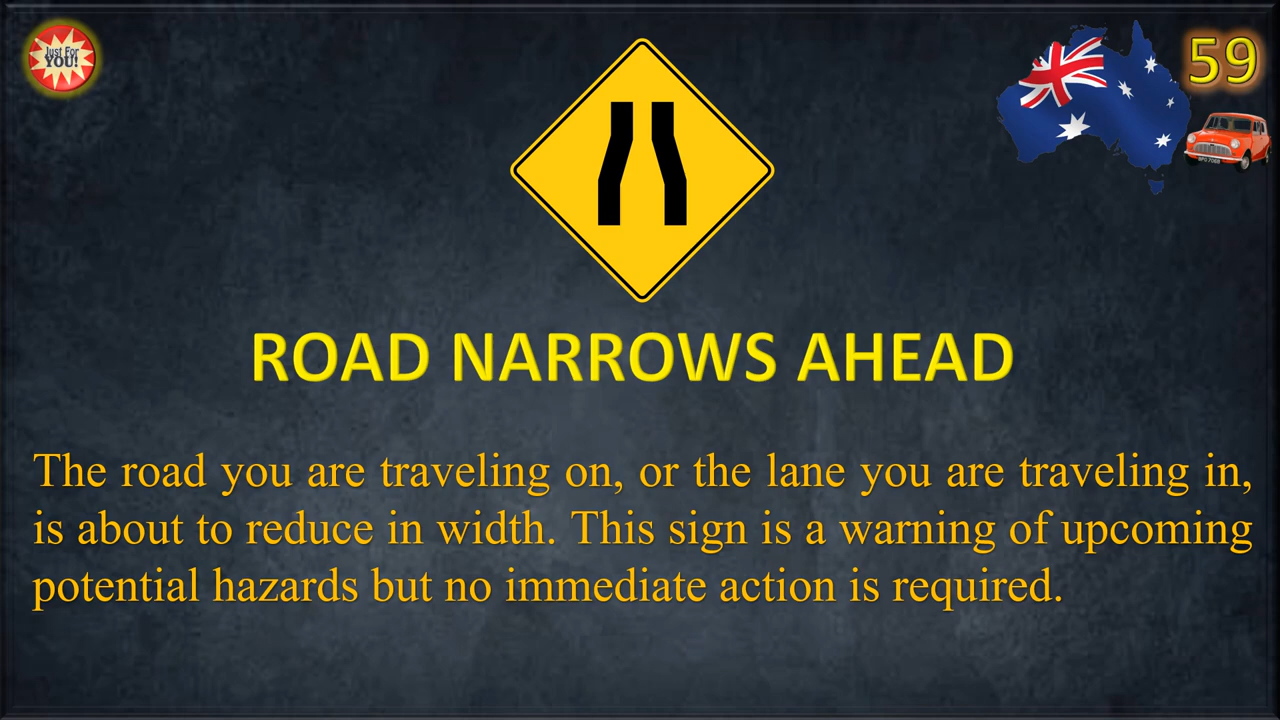 Just For
YOU!
59
ROAD NARROWS AHEAD
The road you are traveling on, or the lane you are traveling in,
is about to reduce in width. This sign is a warning of upcoming
potential hazards but no immediate action is required.